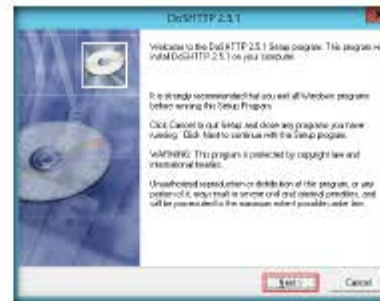 DoSHTTP 2.5.1
Welcome to the DoSHTTP 2.5.1 Setup program. This program
install DoSHTTP 2.5.1 on your computer.
It is strongly recommended that you exit all Windows programs
before running this Setup Program.
Click Cancel to quit Setup and close any programs you have
running. Click Next to continue with the Setup program.
WARNING: This program is protected by copyright law and
international treaties.
Unauthorized reproduction or distribution of this program, or any
portion of it, may result in severe civil and criminal penalties, and
will be prosecuted to the maximum extent possible under law.
Next >
Cancel